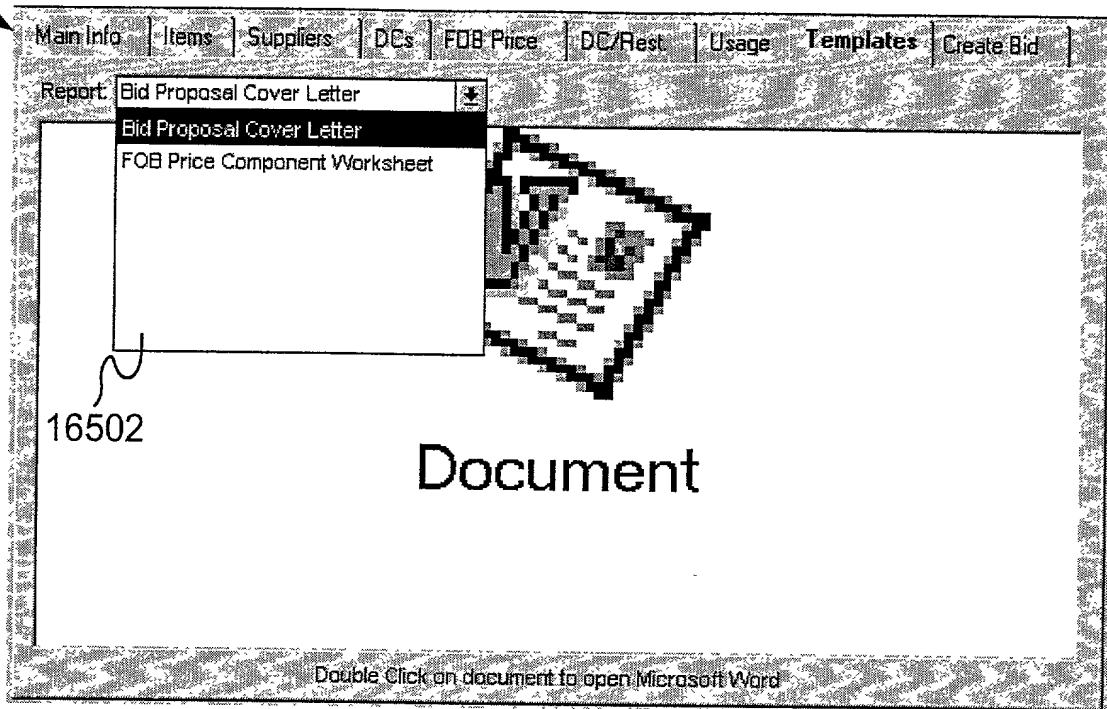 Main Info Items Suppliers DCs FOB Price DC/Rest. Usage Templates Create Bid
Report: Bid Proposal Cover Letter
Bid Proposal Cover Letter
FOB Price Component Worksheet
16502
Document
Double Click on document to open Microsoft Word